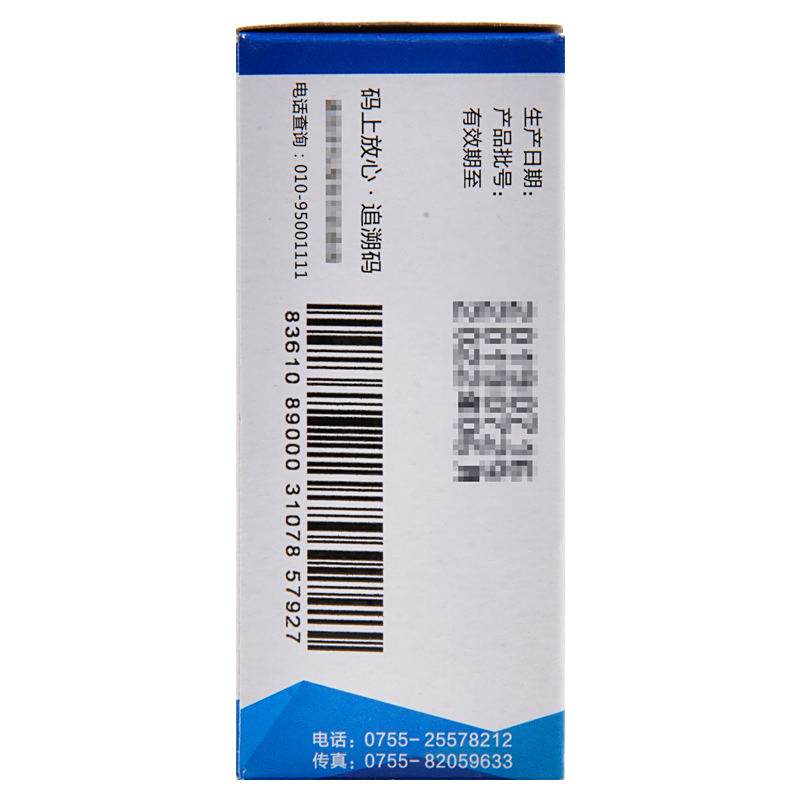 生产日期:
产品批号:
有效期至
码上放心·追溯码
电话查询:010-95001111
83610 89000 31078 57927
电话: 0755-25578212
传真: 0755-82059633